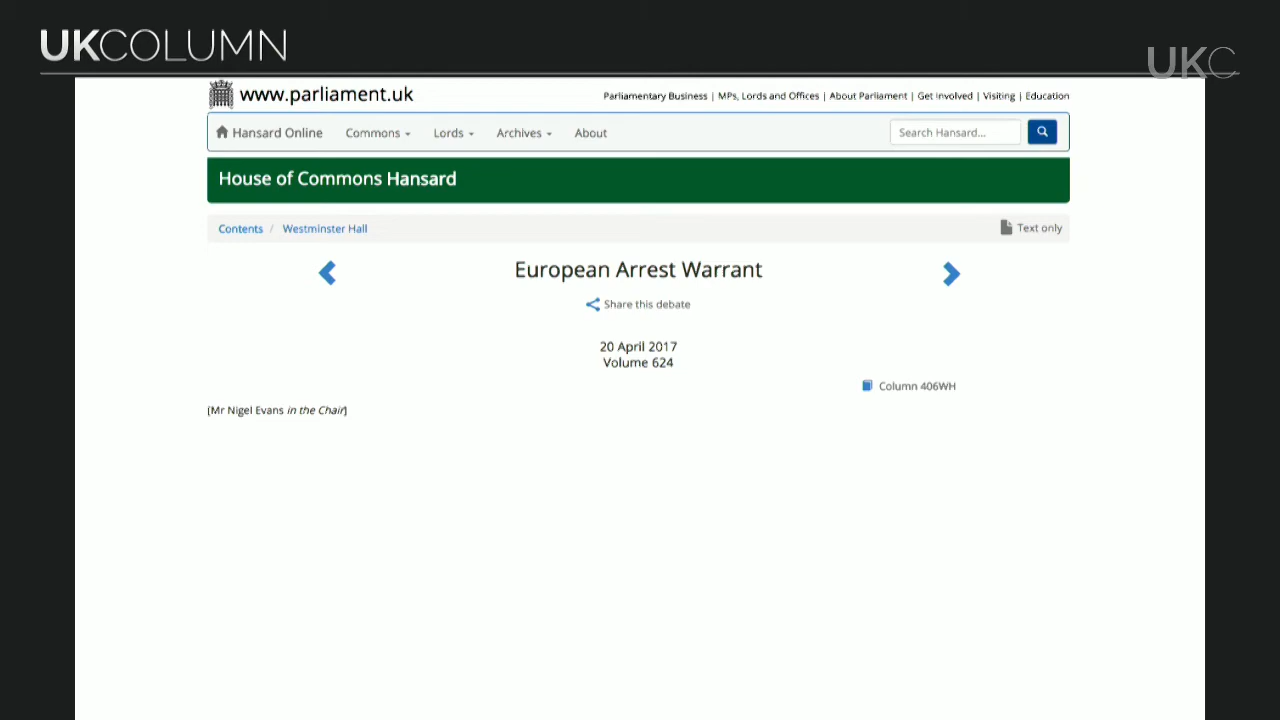 UKCOLUMN
UKC
www.parliament.uk
Parliamentary Business | MPs, Lords and Offices | About Parliament | Get Involved | Visiting | Education
Hansard Online Commons Lords Archives About Search Hansard...
House of Commons Hansard
Contents / Westminster Hall Text only
European Arrest Warrant
Share this debate
20 April 2017
Volume 624
Column 406WH
[Mr Nigel Evans in the Chair]